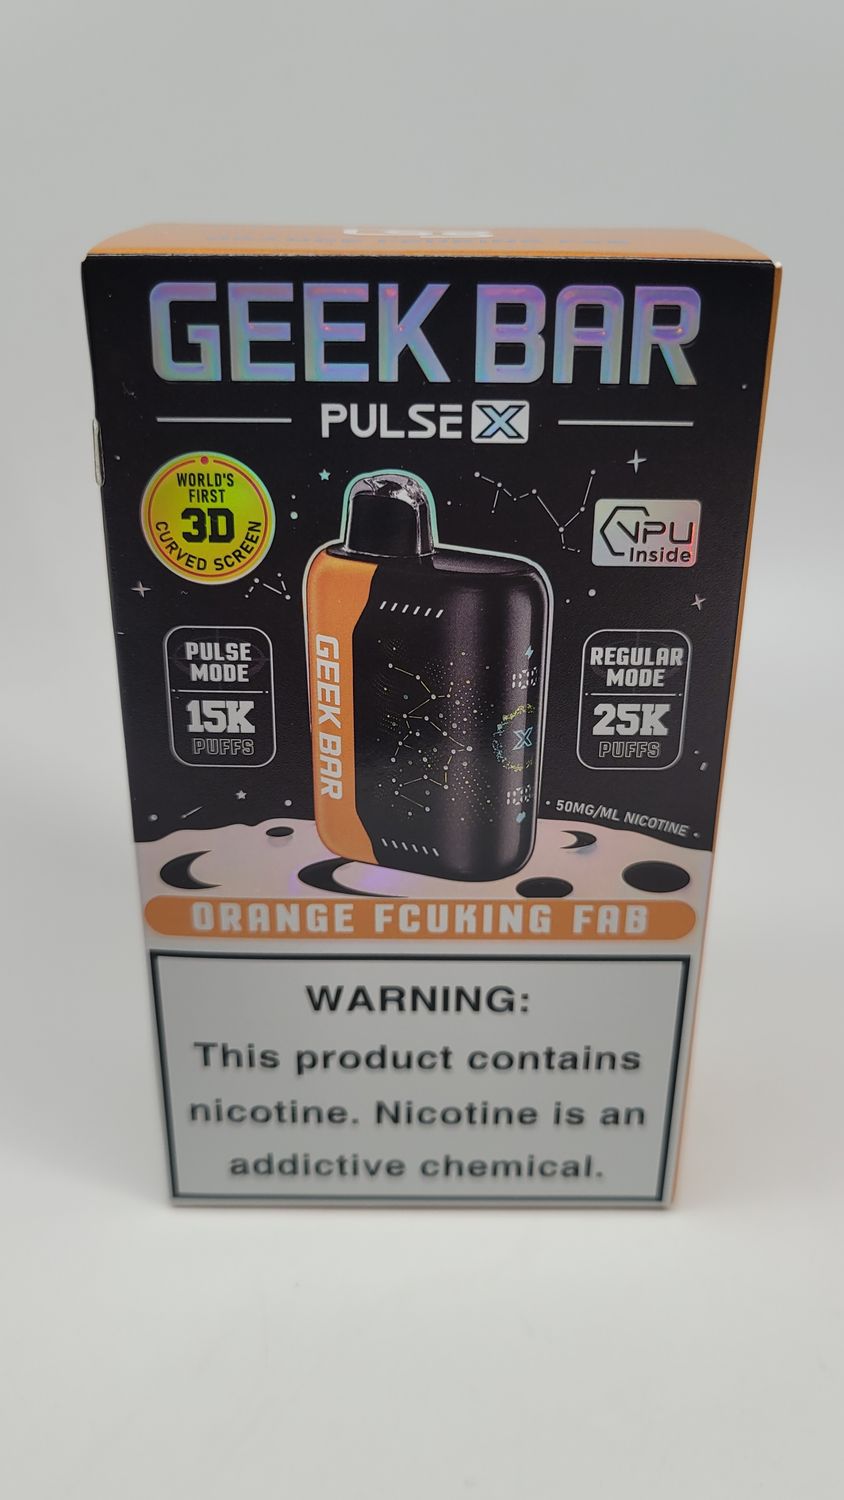 GEEK BAR
PULSE X
WORLD'S
FIRST
3D
CURVED SCREEN
VPU
Inside
PULSE
MODE
15K
PUFFS
REGULAR
MODE
25K
PUFFS
GEEK BAR
X
50MG/ML NICOTINE
ORANGE FCUKING FAB
WARNING:
This product contains
nicotine. Nicotine is an
addictive chemical.